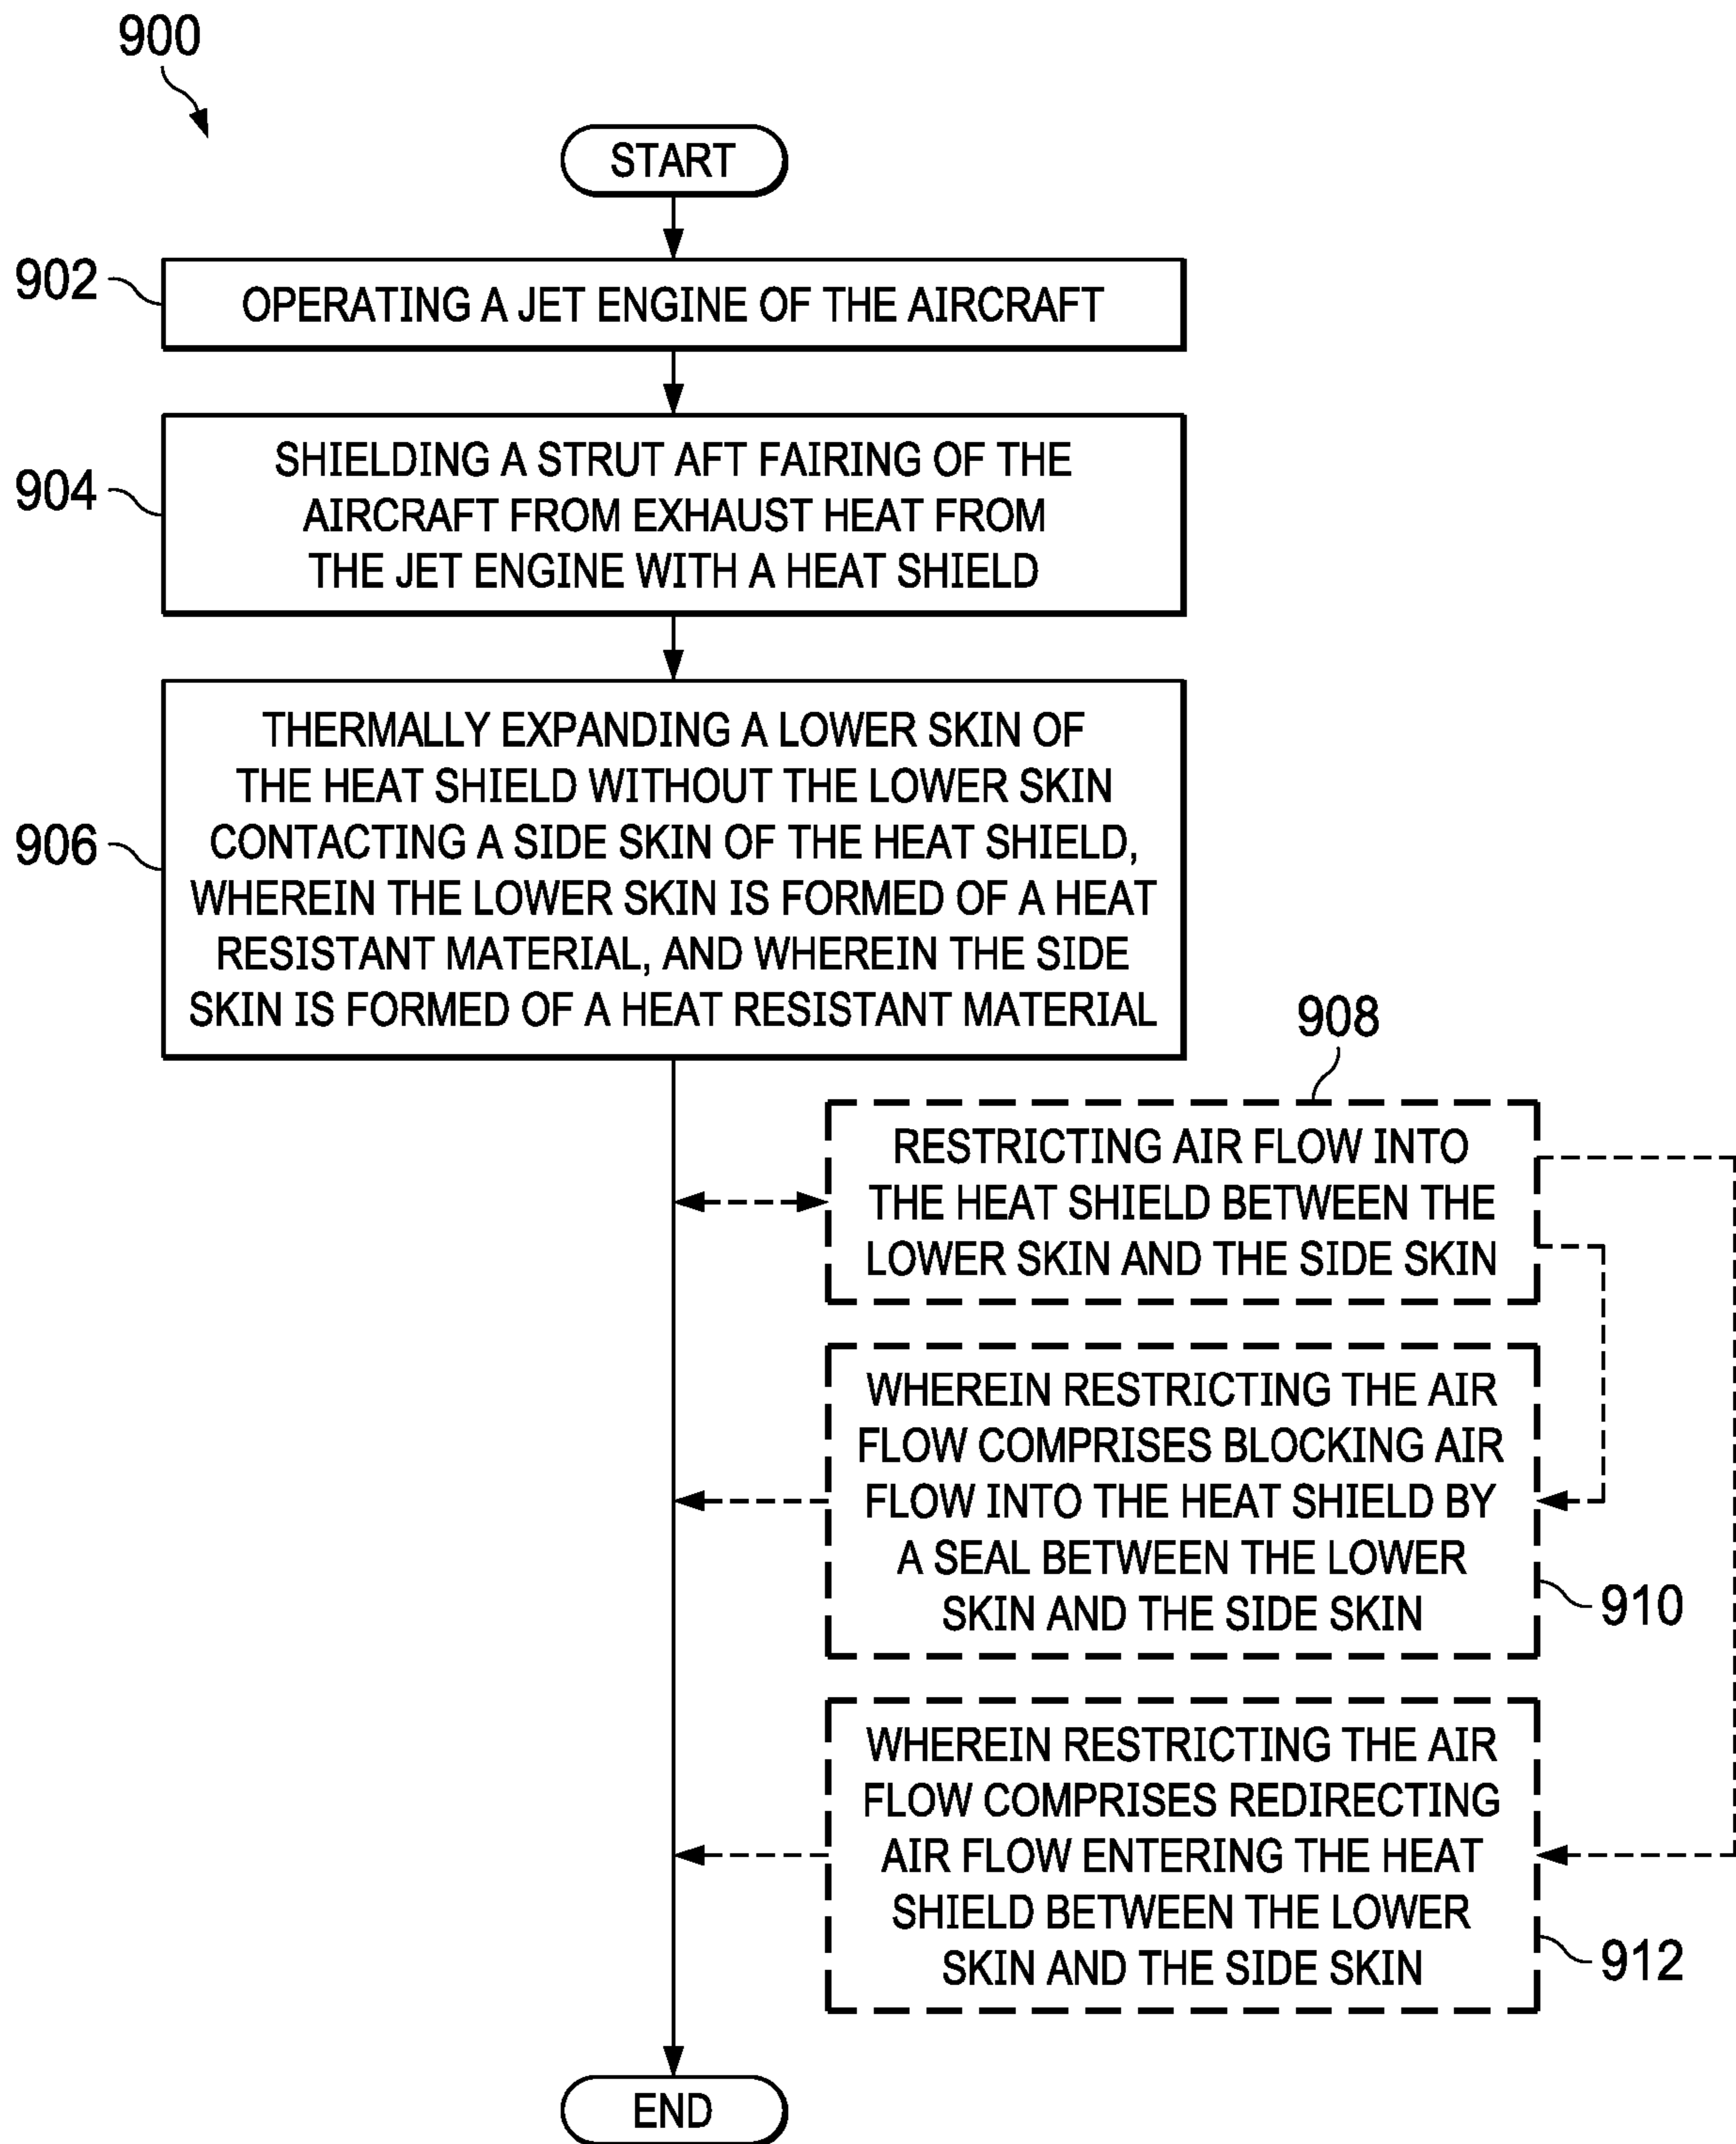 900
START
902
OPERATING A JET ENGINE OF THE AIRCRAFT
904
SHIELDING A STRUT AFT FAIRING OF THE
AIRCRAFT FROM EXHAUST HEAT FROM
THE JET ENGINE WITH A HEAT SHIELD
906
THERMALLY EXPANDING A LOWER SKIN OF
THE HEAT SHIELD WITHOUT THE LOWER SKIN
CONTACTING A SIDE SKIN OF THE HEAT SHIELD,
WHEREIN THE LOWER SKIN IS FORMED OF A HEAT
RESISTANT MATERIAL, AND WHEREIN THE SIDE
SKIN IS FORMED OF A HEAT RESISTANT MATERIAL
908
RESTRICTING AIR FLOW INTO
THE HEAT SHIELD BETWEEN THE
LOWER SKIN AND THE SIDE SKIN
WHEREIN RESTRICTING THE AIR
FLOW COMPRISES BLOCKING AIR
FLOW INTO THE HEAT SHIELD BY
A SEAL BETWEEN THE LOWER
SKIN AND THE SIDE SKIN
910
WHEREIN RESTRICTING THE AIR
FLOW COMPRISES REDIRECTING
AIR FLOW ENTERING THE HEAT
SHIELD BETWEEN THE LOWER
SKIN AND THE SIDE SKIN
912
END